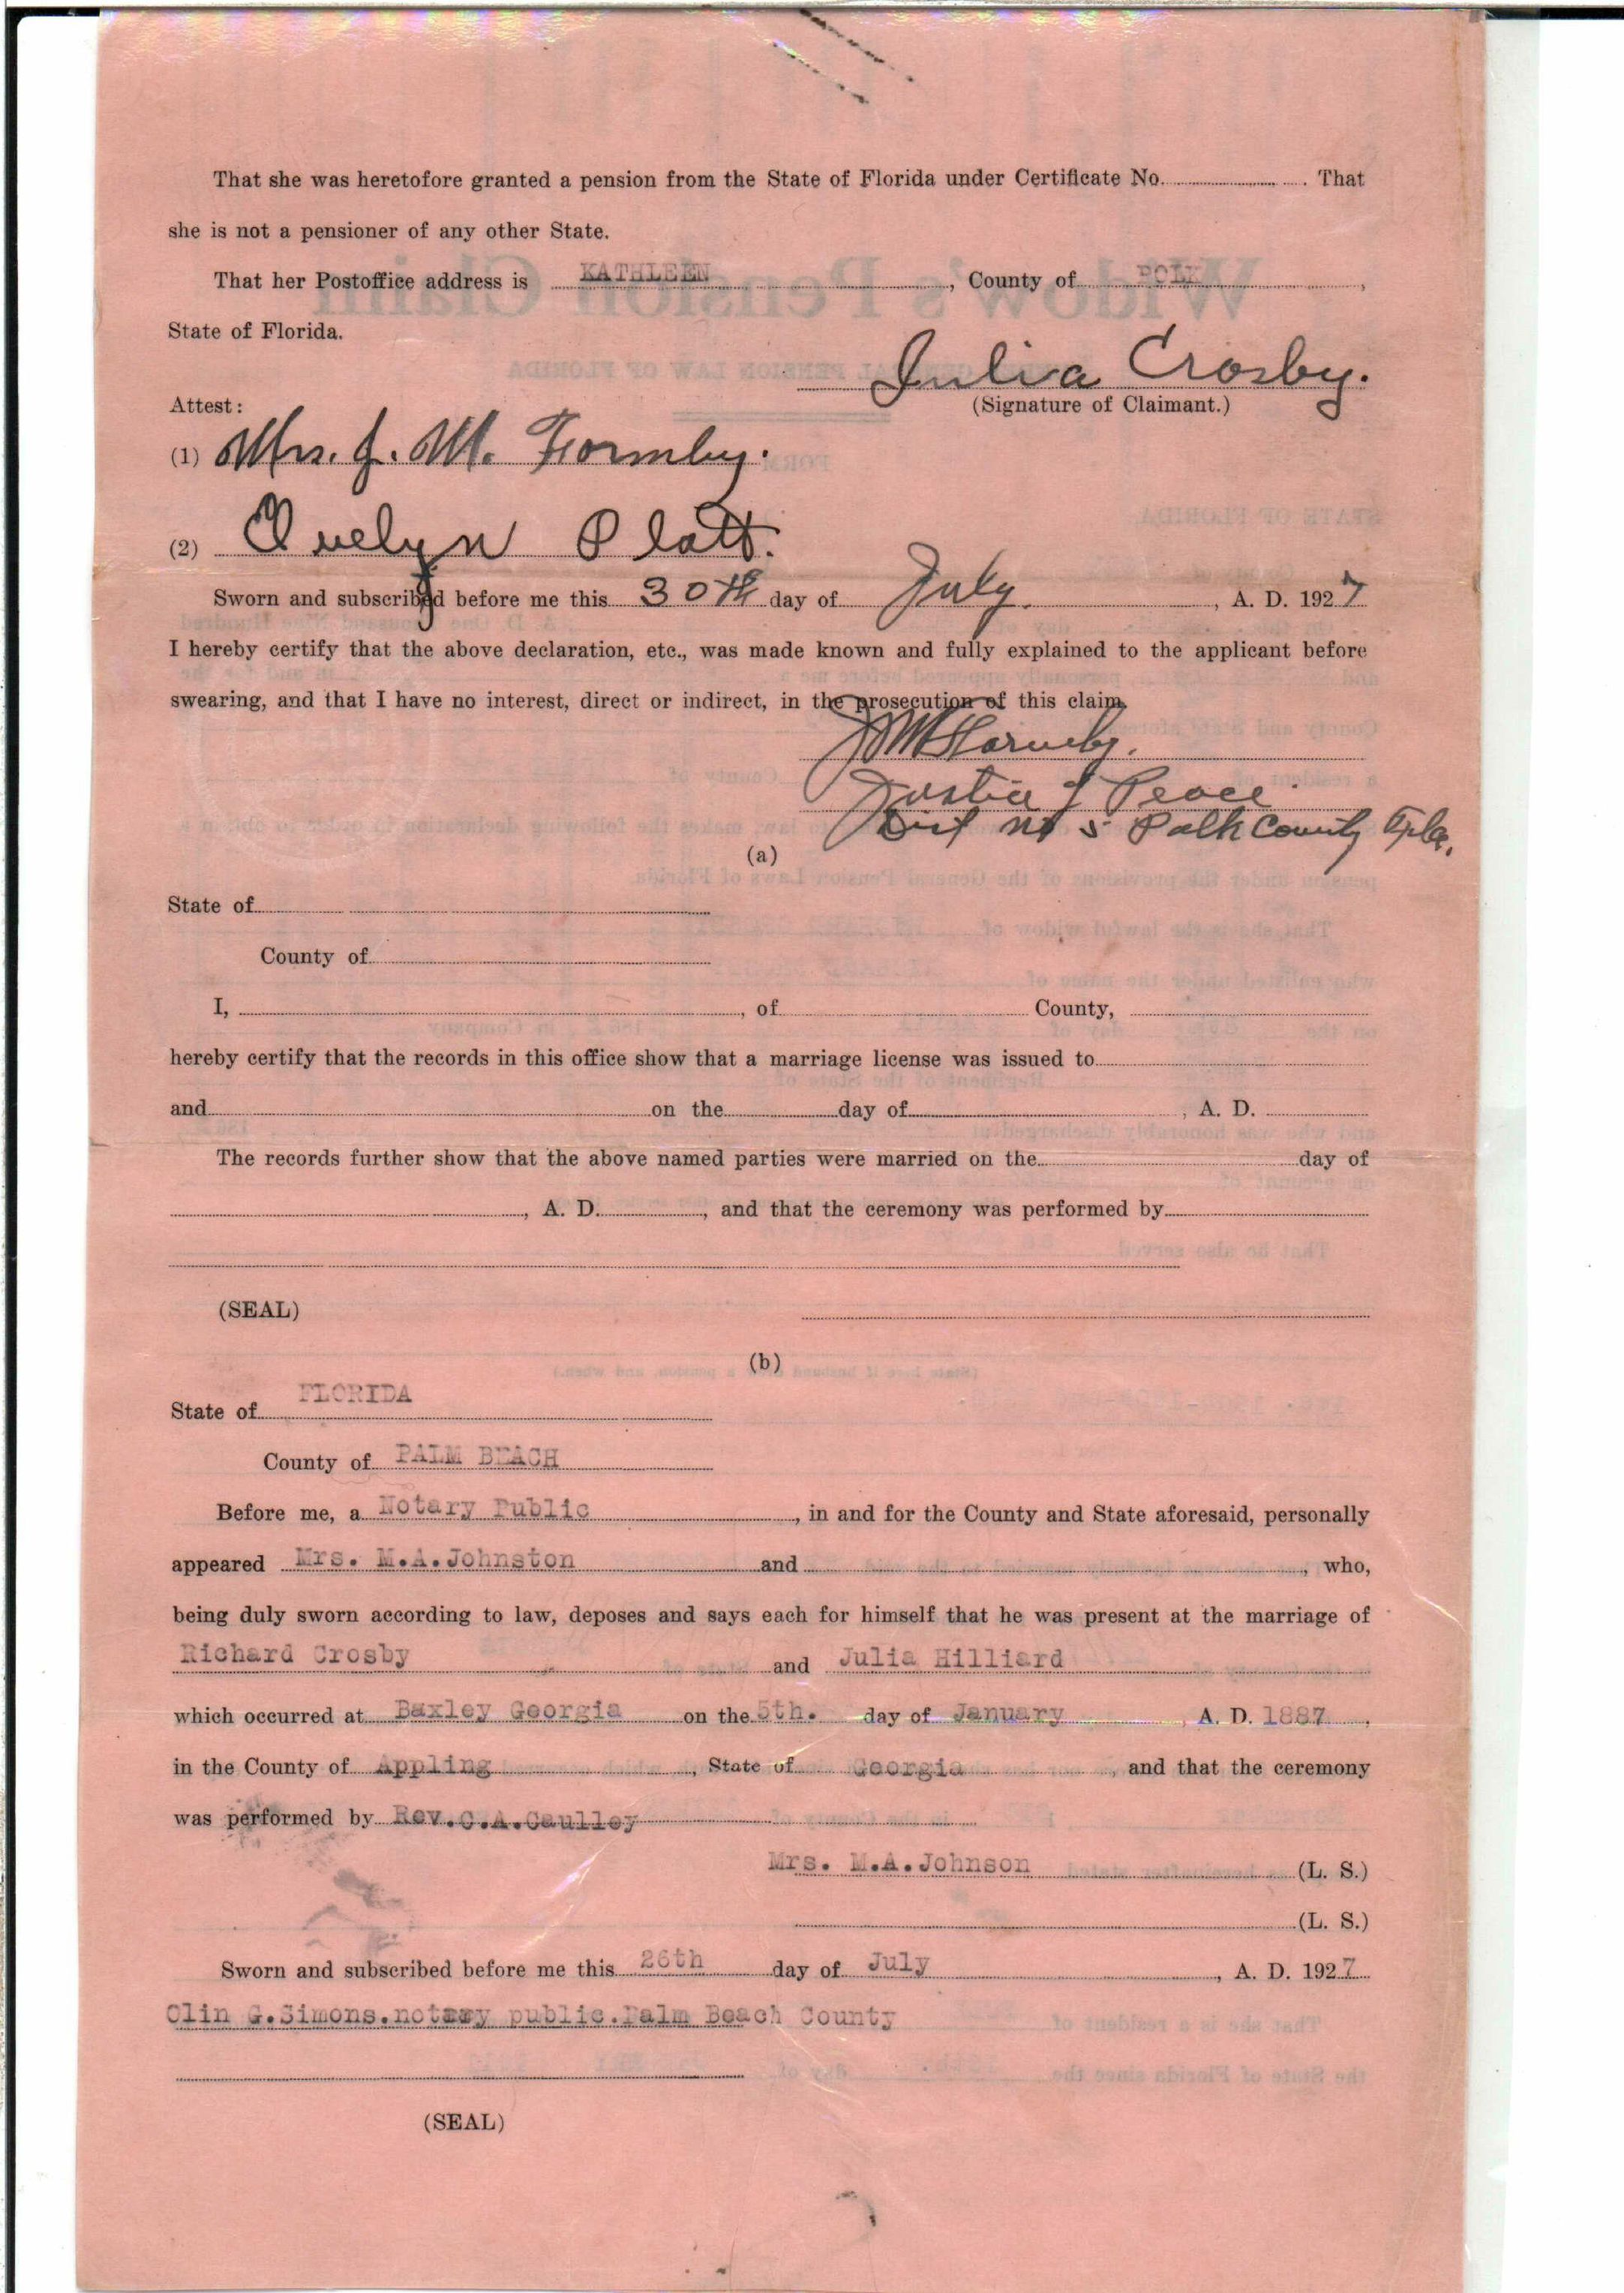 That she was heretofore granted a pension from the State of Florida under Certificate No. . That
she is not a pensioner of any other State.
That her Postoffice address is KATHLEEN, County of POLK,
State of Florida.
Julia Crosby.
Attest: (Signature of Claimant.)
(1) Mrs. J. M. Formby.
(2) Evelyn Platt.
Sworn and subscribed before me this 30th day of July., A. D. 1927
I hereby certify that the above declaration, etc., was made known and fully explained to the applicant before
swearing, and that I have no interest, direct or indirect, in the prosecution of this claim.
J M Formby.
Justice of Peace.
Dist No 5 Polk County Fla.
(a)
State of
County of
I, , of County,
hereby certify that the records in this office show that a marriage license was issued to
and on the day of , A. D.
The records further show that the above named parties were married on the day of
, A. D. , and that the ceremony was performed by
(SEAL)
(b)
State of FLORIDA
County of PALM BEACH
Before me, a Notary Public, in and for the County and State aforesaid, personally
appeared Mrs. M.A.Johnston and , who,
being duly sworn according to law, deposes and says each for himself that he was present at the marriage of
Richard Crosby and Julia Hilliard
which occurred at Baxley Georgia on the 5th. day of January, A. D. 1887,
in the County of Appling, State of Georgia, and that the ceremony
was performed by Rev.C.A.Caulley
Mrs. M.A.Johnson (L. S.)
(L. S.)
Sworn and subscribed before me this 26th day of July, A. D. 1927
Olin G.Simons.notary public.Palm Beach County
(SEAL)